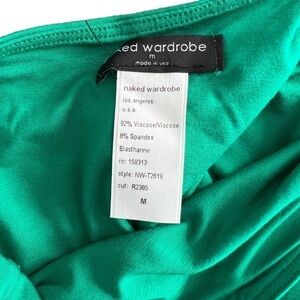 naked wardrobe
m
made in usa
naked wardrobe
los angeles
u.s.a.
92% Viscose/Viscose
8% Spandex
Elasthanne
rn: 159313
style: NW-T2619
cut: R2385
M